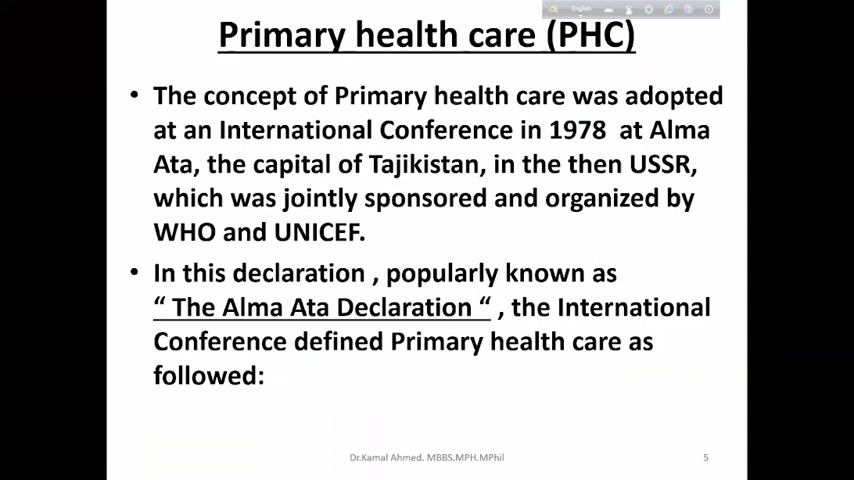 English
Primary health care (PHC)
• The concept of Primary health care was adopted
at an International Conference in 1978 at Alma
Ata, the capital of Tajikistan, in the then USSR,
which was jointly sponsored and organized by
WHO and UNICEF.
• In this declaration , popularly known as
“ The Alma Ata Declaration “ , the International
Conference defined Primary health care as
followed:
Dr.Kamal Ahmed. MBBS.MPH.MPhil 5